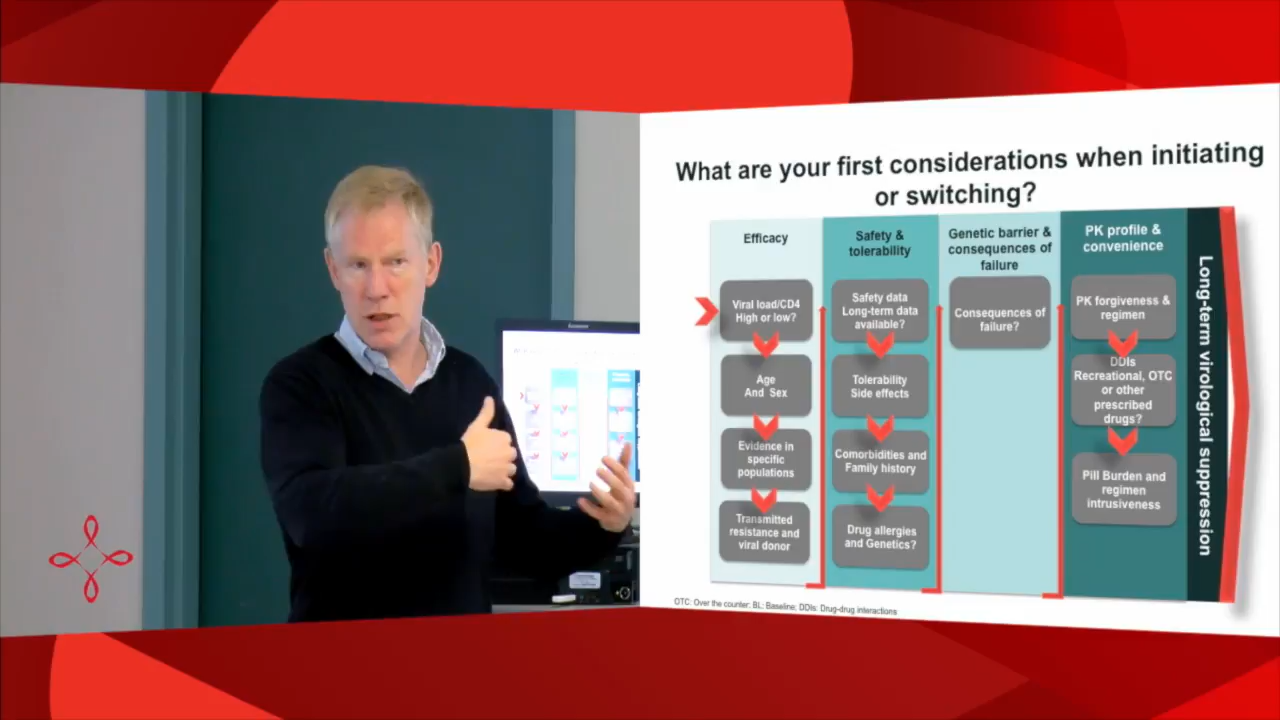 What are your first considerations when initiating
or switching?
Efficacy
Viral load/CD4
High or low?
Age
And Sex
Evidence in
specific
populations
Transmitted
resistance and
viral donor
Safety &
tolerability
Safety data
Long-term data
available?
Tolerability
Side effects
Comorbidities and
Family history
Drug allergies
and Genetics?
Genetic barrier &
consequences of
failure
Consequences of
failure?
PK profile &
convenience
PK forgiveness &
regimen
DDIs
Recreational, OTC
or other
prescribed
drugs?
Pill Burden and
regimen
intrusiveness
Long-term virological suppression
OTC: Over the counter; BL: Baseline; DDIs: Drug-drug interactions